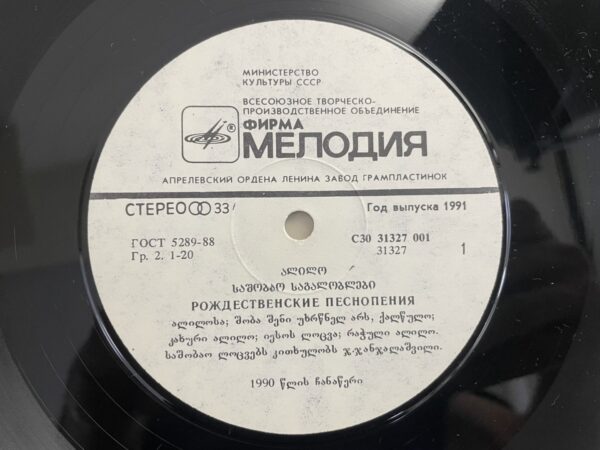 МИНИСТЕРСТВО
КУЛЬТУРЫ СССР
ВСЕСОЮЗНОЕ ТВОРЧЕСКО-
ПРОИЗВОДСТВЕННОЕ ОБЪЕДИНЕНИЕ
®
ФИРМА
МЕЛОДИЯ
АПРЕЛЕВСКИЙ ОРДЕНА ЛЕНИНА ЗАВОД ГРАМПЛАСТИНОК
СТЕРЕО 33
Год выпуска 1991
ГОСТ 5289-88
Гр. 2. 1-20
С30 31327 001
31327
1
ალილო
საშობაო საგალობლები
РОЖДЕСТВЕНСКИЕ ПЕСНОПЕНИЯ
ალილოსა; შობა შენი უხრწნელ არს, ქალწულო;
კახური ალილო; იესოს ლოცვა; რაჭული ალილო.
საშობაო ლოცვებს კითხულობს ჯ.ჯანჯალაშვილი.
1990 წლის ჩანაწერი